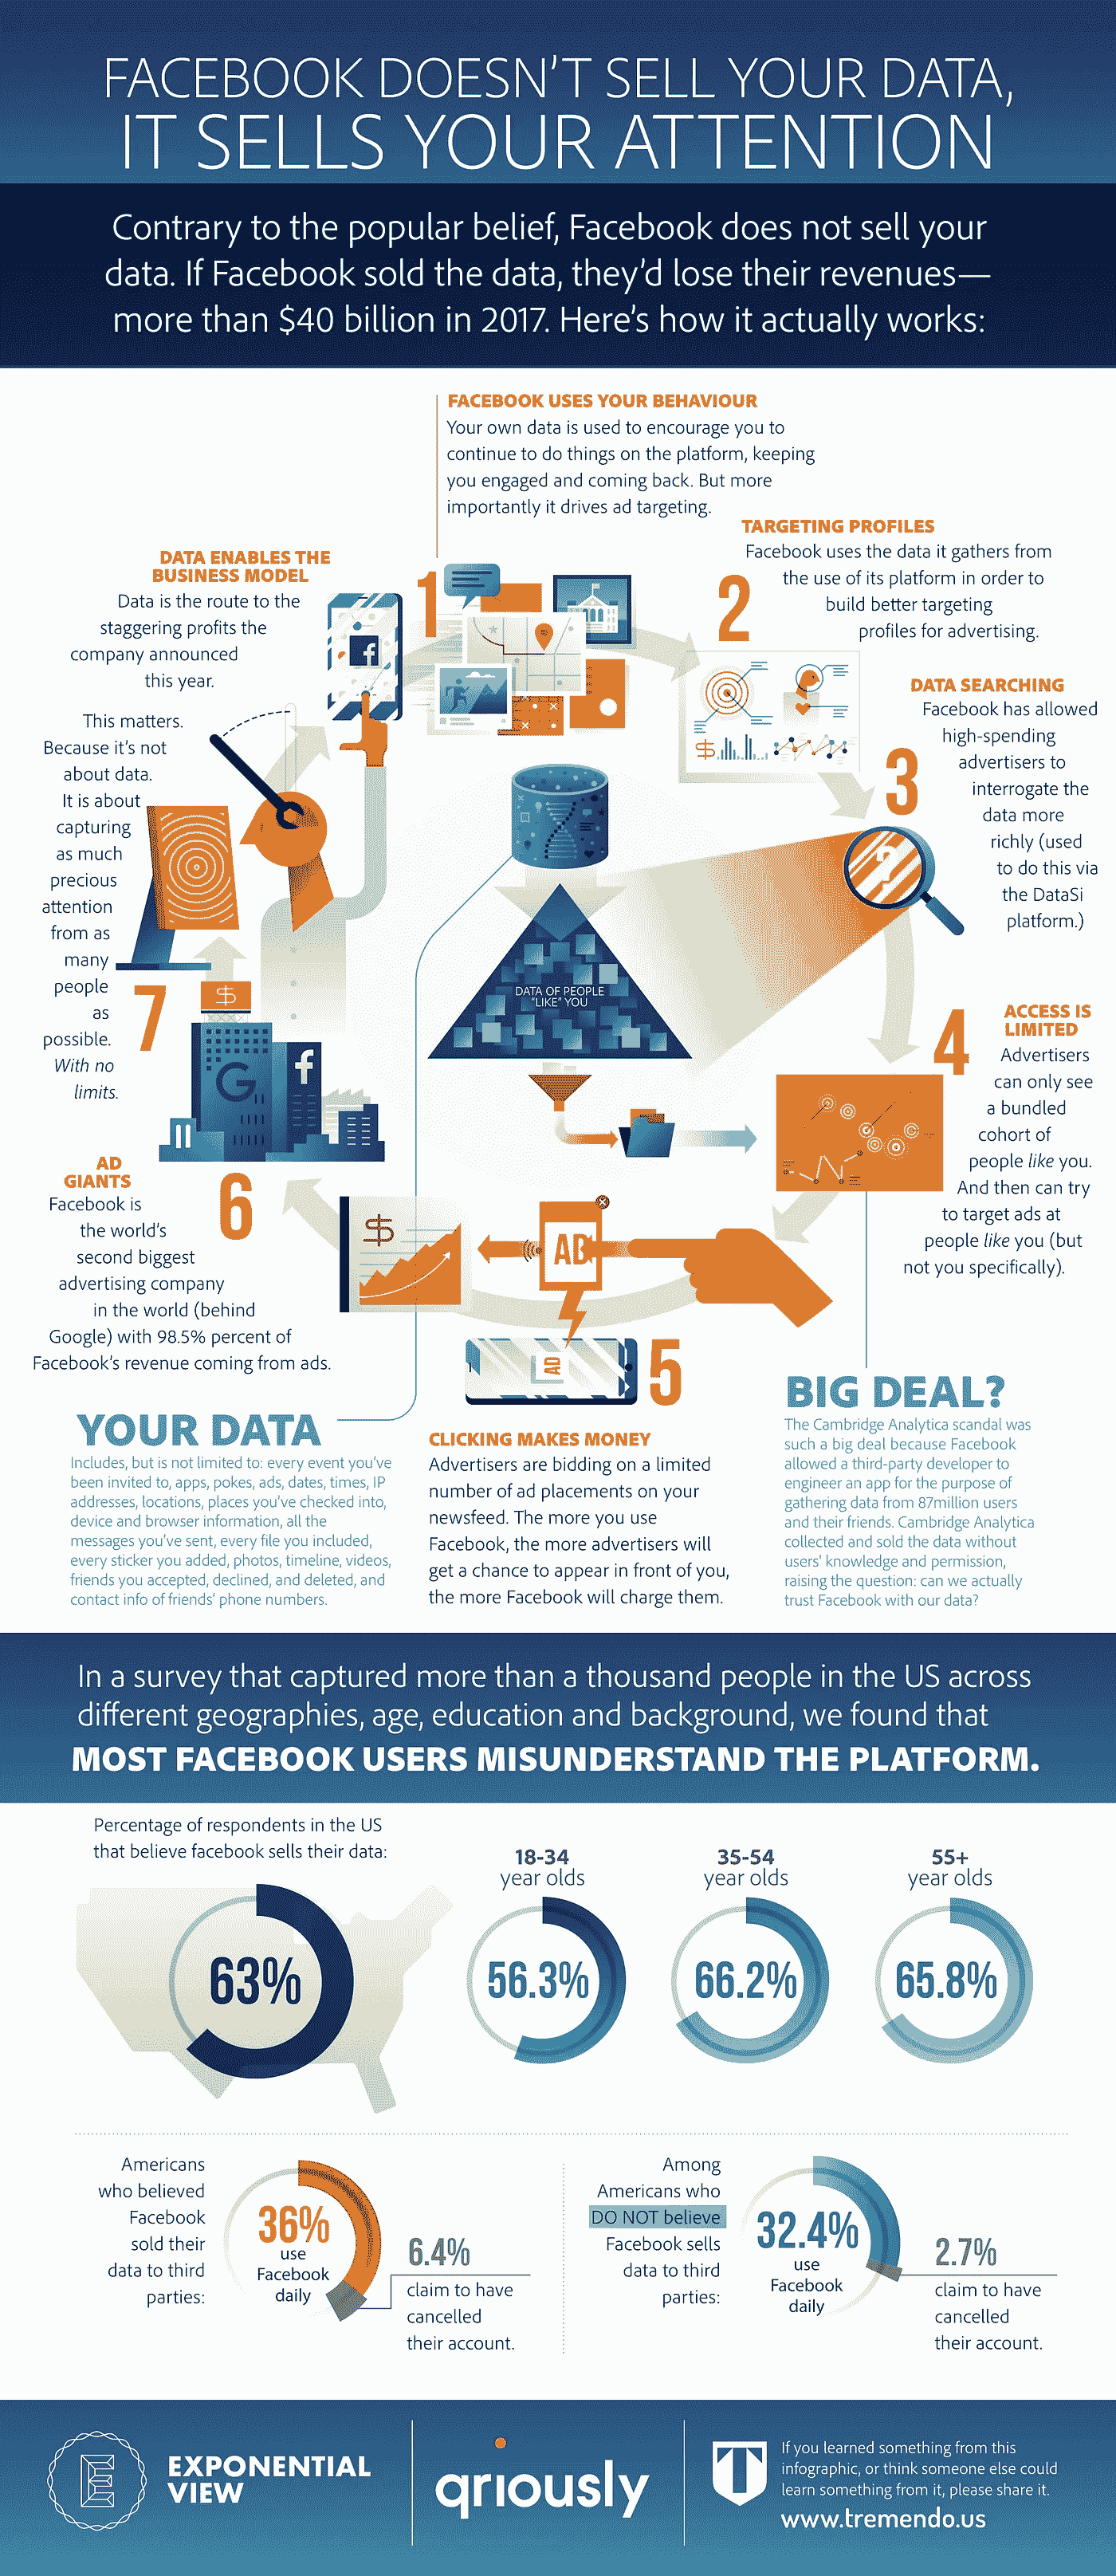 FACEBOOK DOESN'T SELL YOUR DATA,
IT SELLS YOUR ATTENTION
Contrary to the popular belief, Facebook does not sell your
data. If Facebook sold the data, they'd lose their revenues—
more than $40 billion in 2017. Here's how it actually works:
1
FACEBOOK USES YOUR BEHAVIOUR
Your own data is used to encourage you to
continue to do things on the platform, keeping
you engaged and coming back. But more
importantly it drives ad targeting.
2
TARGETING PROFILES
Facebook uses the data it gathers from
the use of its platform in order to
build better targeting
profiles for advertising.
3
DATA SEARCHING
Facebook has allowed
high-spending
advertisers to
interrogate the
data more
richly (used
to do this via
the DataSi
platform.)
?
DATA OF PEOPLE
"LIKE" YOU
4
ACCESS IS
LIMITED
Advertisers
can only see
a bundled
cohort of
people like you.
And then can try
to target ads at
people like you (but
not you specifically).
AD
AD
5
CLICKING MAKES MONEY
Advertisers are bidding on a limited
number of ad placements on your
newsfeed. The more you use
Facebook, the more advertisers will
get a chance to appear in front of you,
the more Facebook will charge them.
$
6
AD
GIANTS
Facebook is
the world's
second biggest
advertising company
in the world (behind
Google) with 98.5% percent of
Facebook's revenue coming from ads.
$
G
f
7
DATA ENABLES THE
BUSINESS MODEL
Data is the route to the
staggering profits the
company announced
this year.
This matters.
Because it's not
about data.
It is about
capturing
as much
precious
attention
from as
many
people
as
possible.
With no
limits.
f
$
YOUR DATA
Includes, but is not limited to: every event you've
been invited to, apps, pokes, ads, dates, times, IP
addresses, locations, places you've checked into,
device and browser information, all the
messages you've sent, every file you included,
every sticker you added, photos, timeline, videos,
friends you accepted, declined, and deleted, and
contact info of friends' phone numbers.
BIG DEAL?
The Cambridge Analytica scandal was
such a big deal because Facebook
allowed a third-party developer to
engineer an app for the purpose of
gathering data from 87million users
and their friends. Cambridge Analytica
collected and sold the data without
users' knowledge and permission,
raising the question: can we actually
trust Facebook with our data?
In a survey that captured more than a thousand people in the US across
different geographies, age, education and background, we found that
MOST FACEBOOK USERS MISUNDERSTAND THE PLATFORM.
Percentage of respondents in the US
that believe facebook sells their data:
63%
18-34
year olds
56.3%
35-54
year olds
66.2%
55+
year olds
65.8%
Americans
who believed
Facebook
sold their
data to third
parties:
36%
use
Facebook
daily
6.4%
claim to have
cancelled
their account.
Among
Americans who
DO NOT believe
Facebook sells
data to third
parties:
32.4%
use
Facebook
daily
2.7%
claim to have
cancelled
their account.
E
EXPONENTIAL
VIEW
qriously
If you learned something from this
infographic, or think someone else could
learn something from it, please share it.
www.tremendo.us